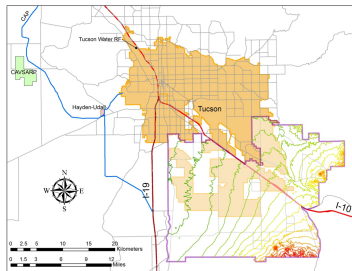 CAP
Tucson Water RF
CAVSARP
Hayden-Udall
Tucson
N
W E
S
I-19
I-10
0 2.5 5 10 15 20
Kilometers
0 1.5 3 6 9 12
Miles